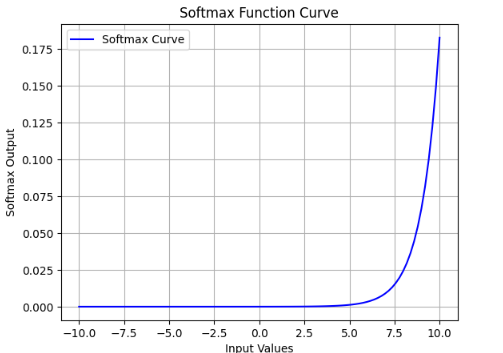 Softmax Function Curve
Softmax Curve
Softmax Output
0.175
0.150
0.125
0.100
0.075
0.050
0.025
0.000
−10.0 −7.5 −5.0 −2.5 0.0 2.5 5.0 7.5 10.0
Input Values